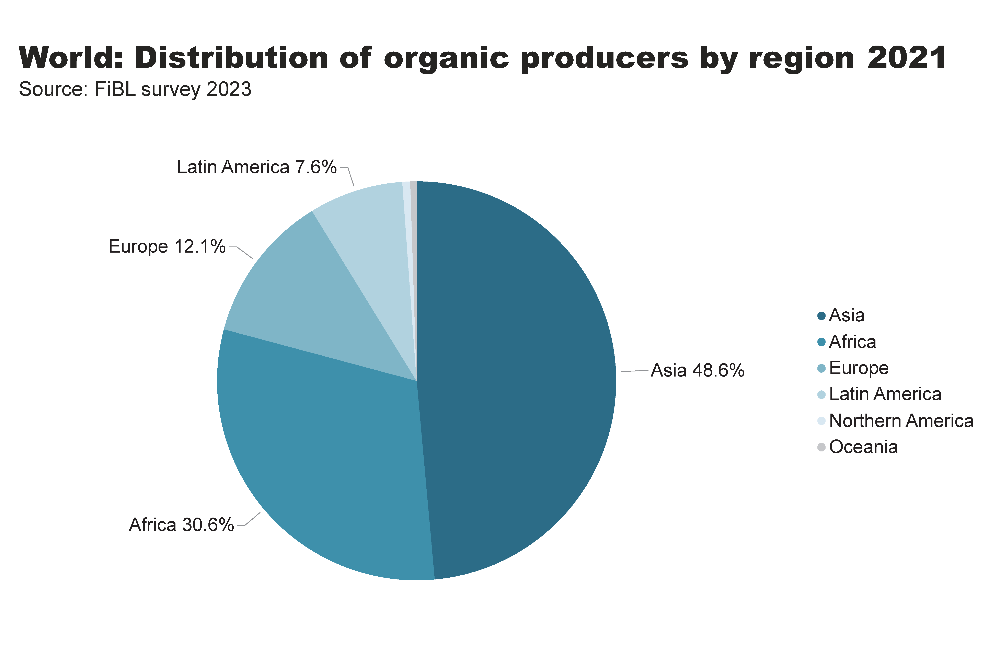 World: Distribution of organic producers by region 2021
Source: FiBL survey 2023
Latin America 7.6%
Europe 12.1%
Asia 48.6%
Africa 30.6%
Asia
Africa
Europe
Latin America
Northern America
Oceania